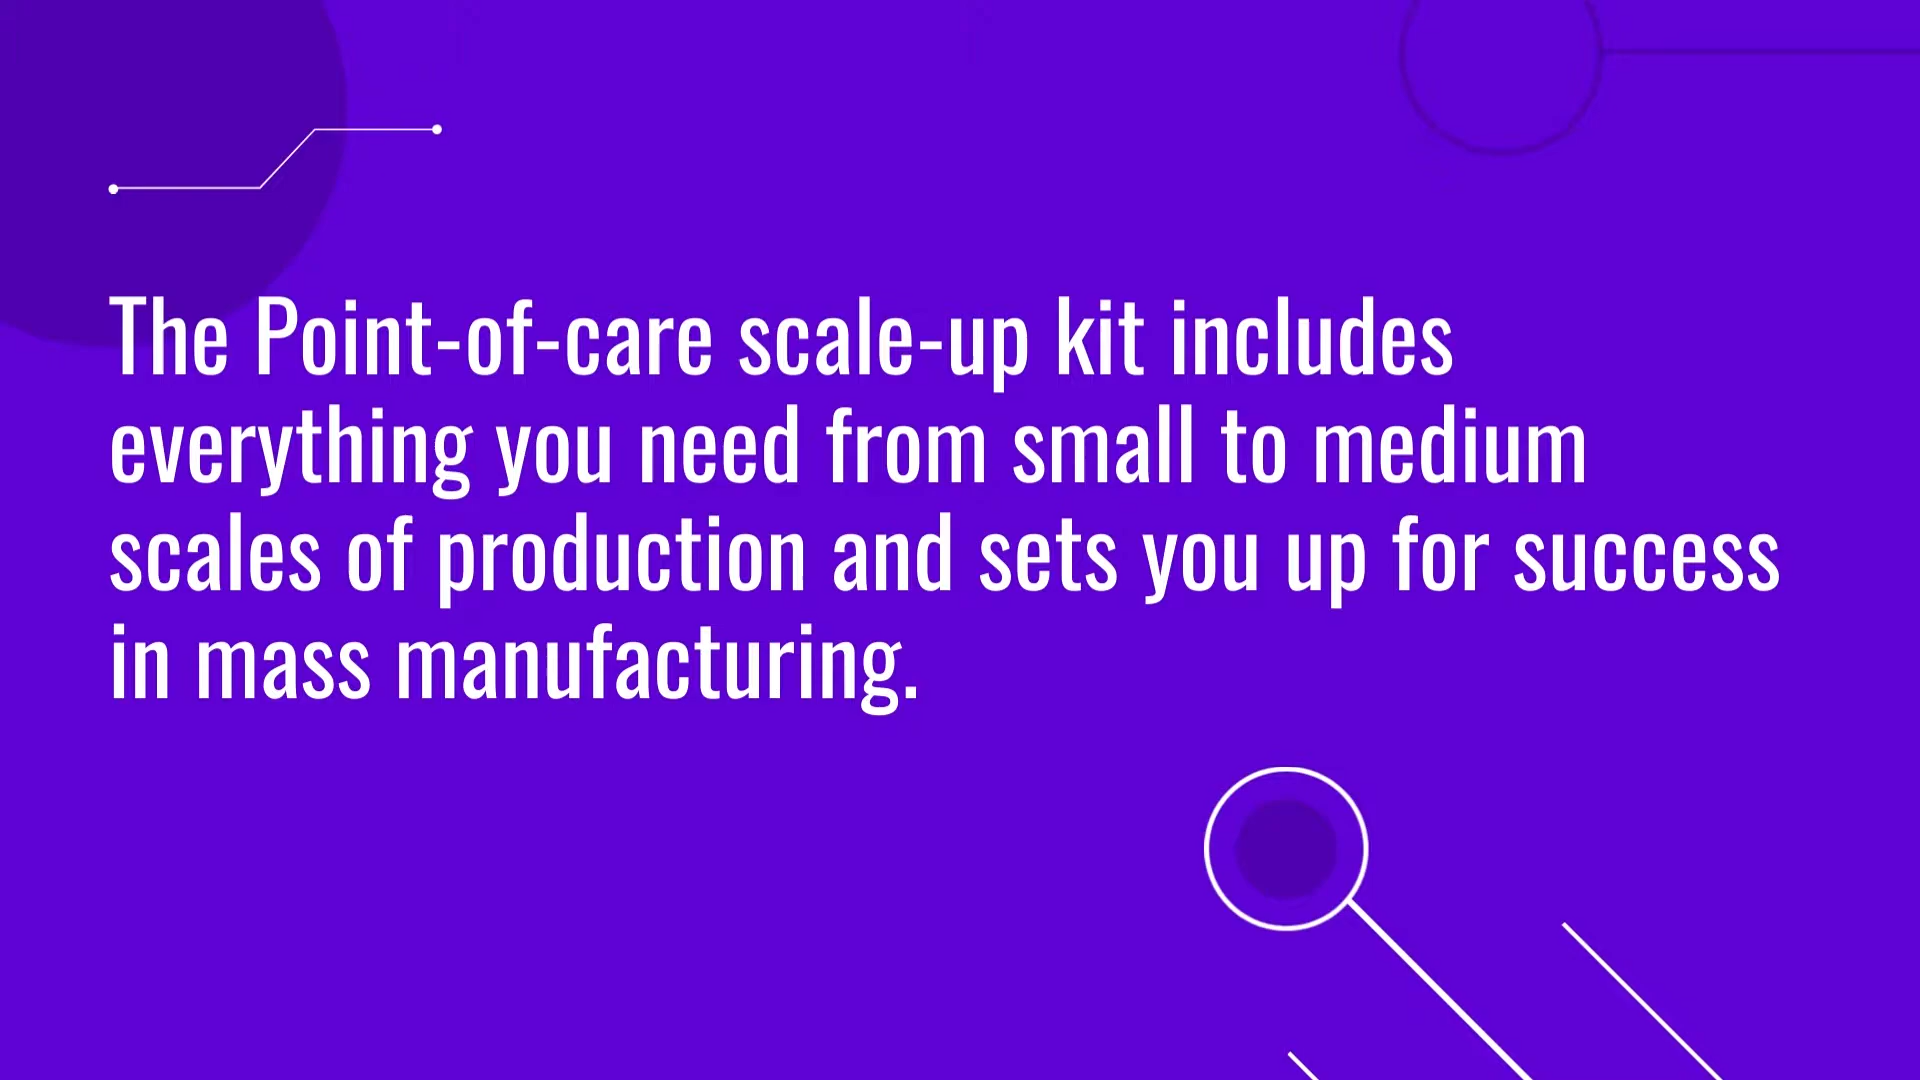 The Point-of-care scale-up kit includes
everything you need from small to medium
scales of production and sets you up for success
in mass manufacturing.